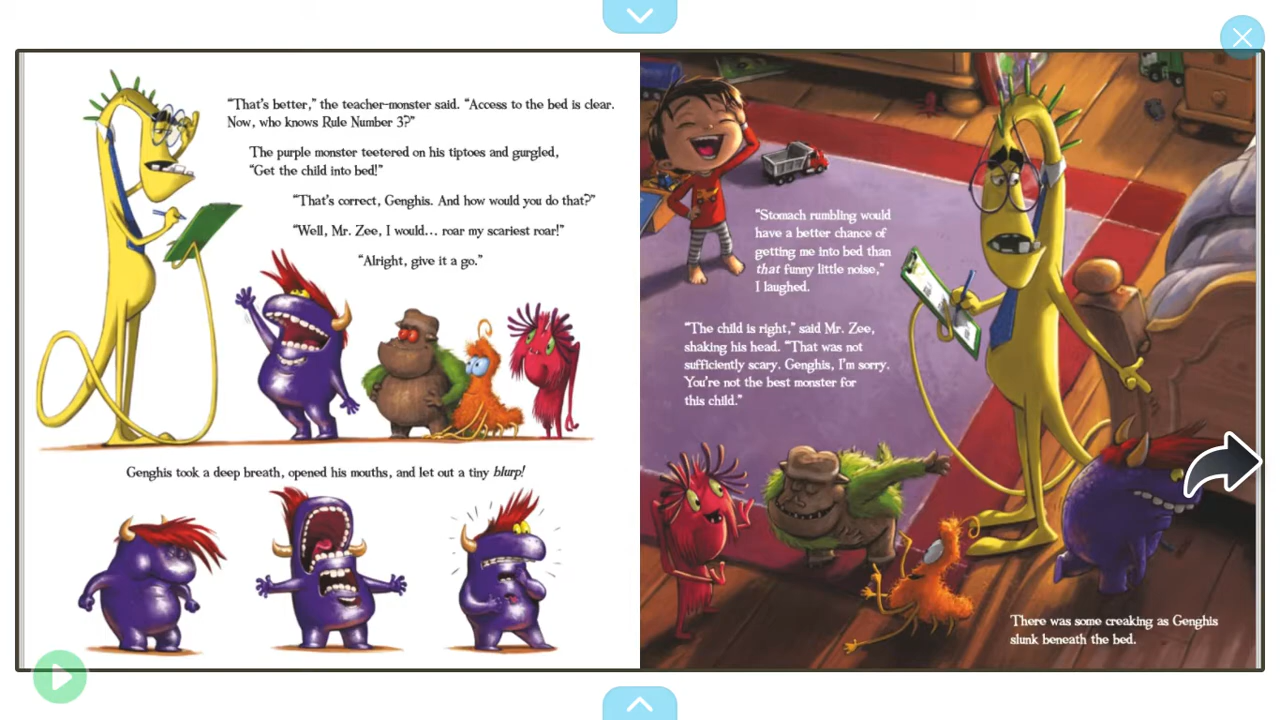 “That’s better,” the teacher-monster said. “Access to the bed is clear.
Now, who knows Rule Number 3?”
The purple monster teetered on his tiptoes and gurgled,
“Get the child into bed!”
“That’s correct, Genghis. And how would you do that?”
“Well, Mr. Zee, I would… roar my scariest roar!”
“Alright, give it a go.”
Genghis took a deep breath, opened his mouths, and let out a tiny blurp!
“Stomach rumbling would
have a better chance of
getting me into bed than
that funny little noise,”
I laughed.
“The child is right,” said Mr. Zee,
shaking his head. “That was not
sufficiently scary. Genghis, I’m sorry.
You’re not the best monster for
this child.”
There was some creaking as Genghis
slunk beneath the bed.